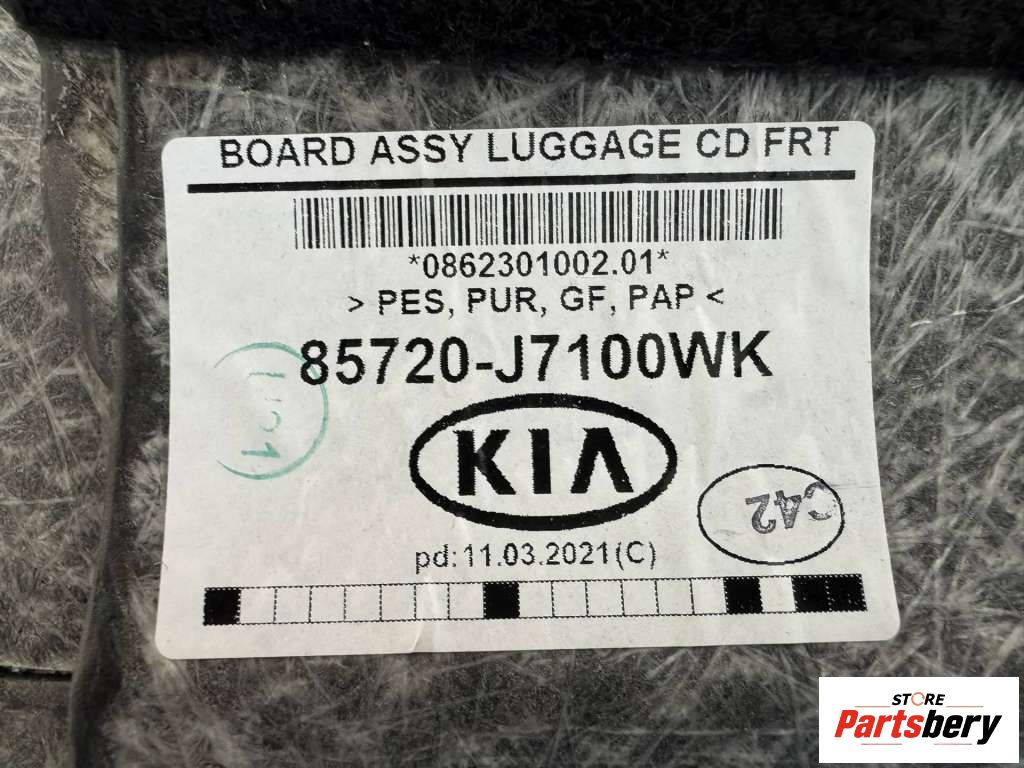 BOARD ASSY LUGGAGE CD FRT
*0862301002.01*
> PES, PUR, GF, PAP <
85720-J7100WK
KIA
C42
pd:11.03.2021(C)
STORE
Partsbery